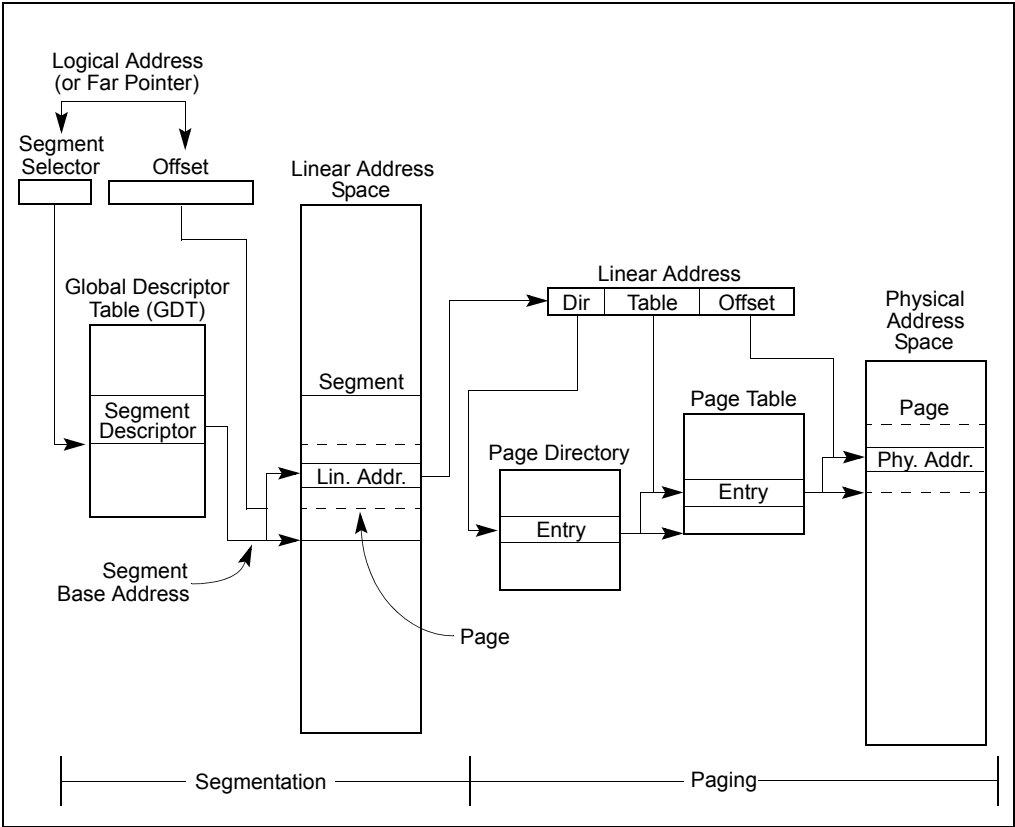 Logical Address
(or Far Pointer)
Segment
Selector
Offset
Linear Address
Space
Global Descriptor
Table (GDT)
Segment
Descriptor
Segment
Lin. Addr.
Segment
Base Address
Page
Linear Address
Dir
Table
Offset
Page Directory
Entry
Page Table
Entry
Physical
Address
Space
Page
Phy. Addr.
Segmentation
Paging